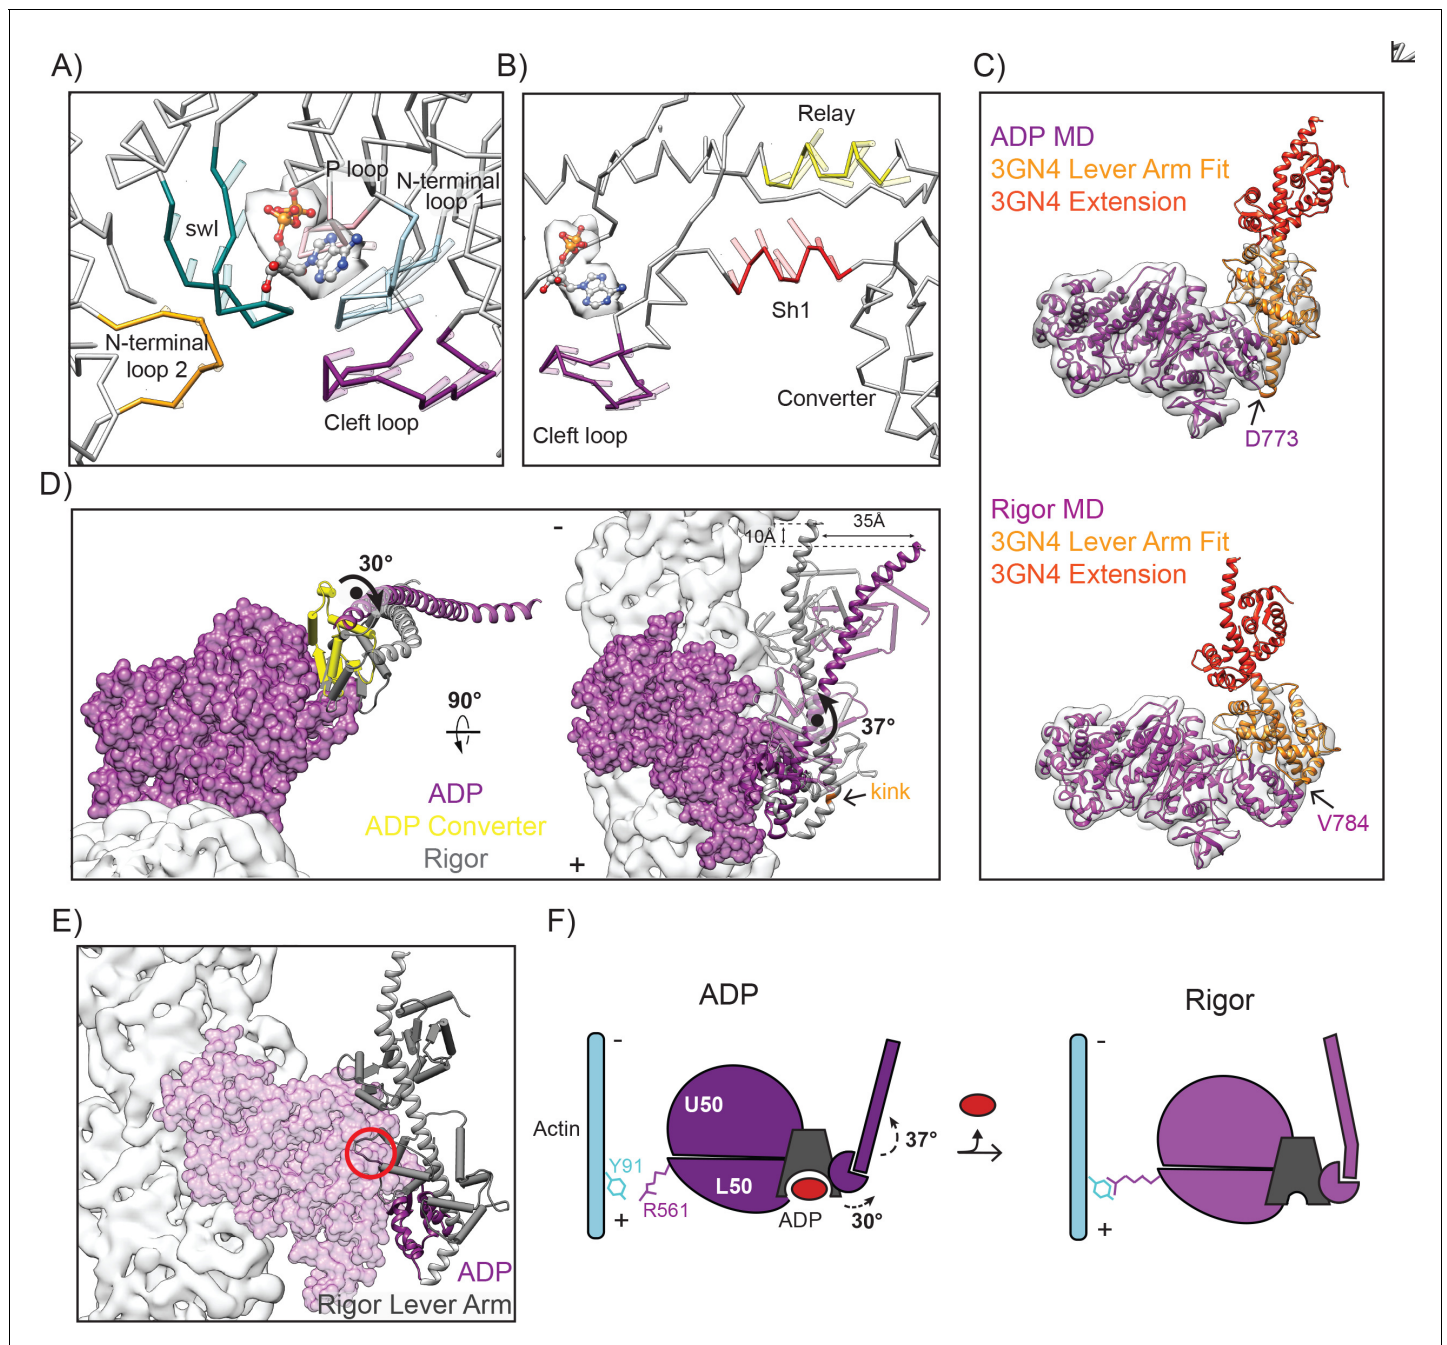 A)
P loop
N-terminal
loop 1
swI
N-terminal
loop 2
Cleft loop
B)
Relay
Sh1
Converter
Cleft loop
C)
ADP MD
3GN4 Lever Arm Fit
3GN4 Extension
D773
Rigor MD
3GN4 Lever Arm Fit
3GN4 Extension
V784
D)
30°
90°
ADP
ADP Converter
Rigor
-
10Å
35Å
37°
kink
+
E)
ADP
Rigor Lever Arm
F)
ADP
-
U50
Actin
37°
Y91
L50
R561
+
ADP
30°
Rigor
-
+